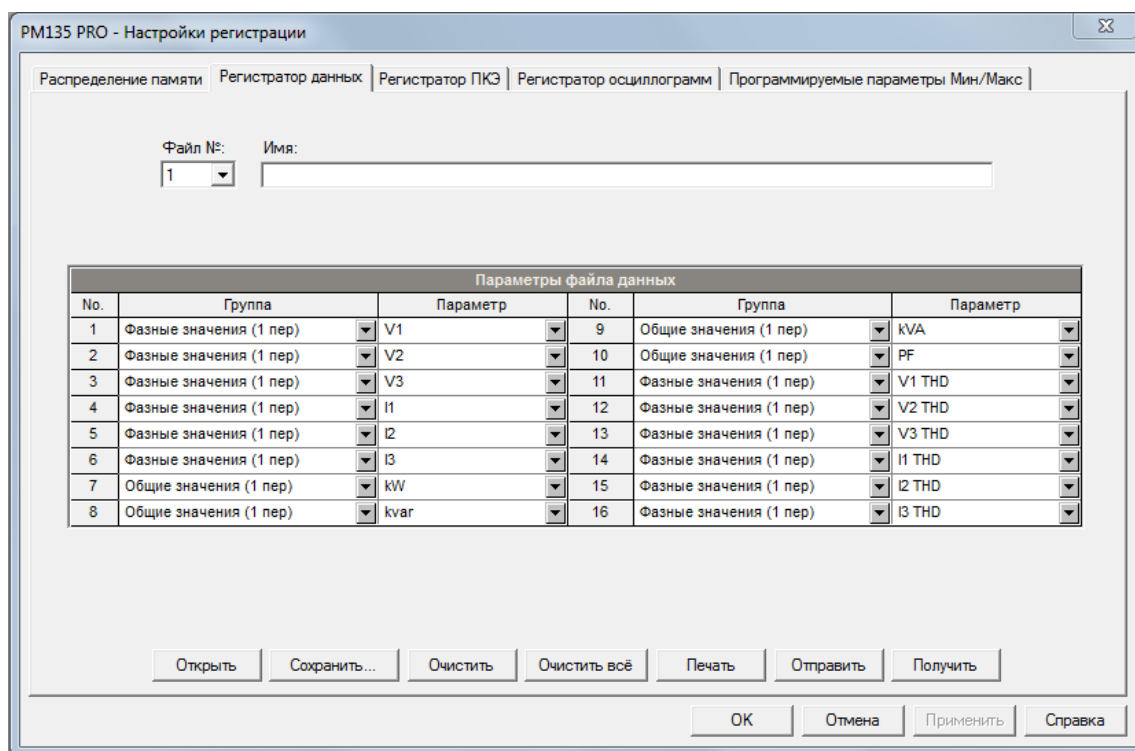 PM135 PRO - Настройки регистрации
Распределение памяти Регистратор данных Регистратор ПКЭ Регистратор осциллограмм Программируемые параметры Мин/Макс
Файл №: Имя:
1
Параметры файла данных
No. Группа Параметр No. Группа Параметр
1 Фазные значения (1 пер) V1 9 Общие значения (1 пер) kVA
2 Фазные значения (1 пер) V2 10 Общие значения (1 пер) PF
3 Фазные значения (1 пер) V3 11 Фазные значения (1 пер) V1 THD
4 Фазные значения (1 пер) I1 12 Фазные значения (1 пер) V2 THD
5 Фазные значения (1 пер) I2 13 Фазные значения (1 пер) V3 THD
6 Фазные значения (1 пер) I3 14 Фазные значения (1 пер) I1 THD
7 Общие значения (1 пер) kW 15 Фазные значения (1 пер) I2 THD
8 Общие значения (1 пер) kvar 16 Фазные значения (1 пер) I3 THD
Открыть Сохранить... Очистить Очистить всё Печать Отправить Получить
OK Отмена Применить Справка